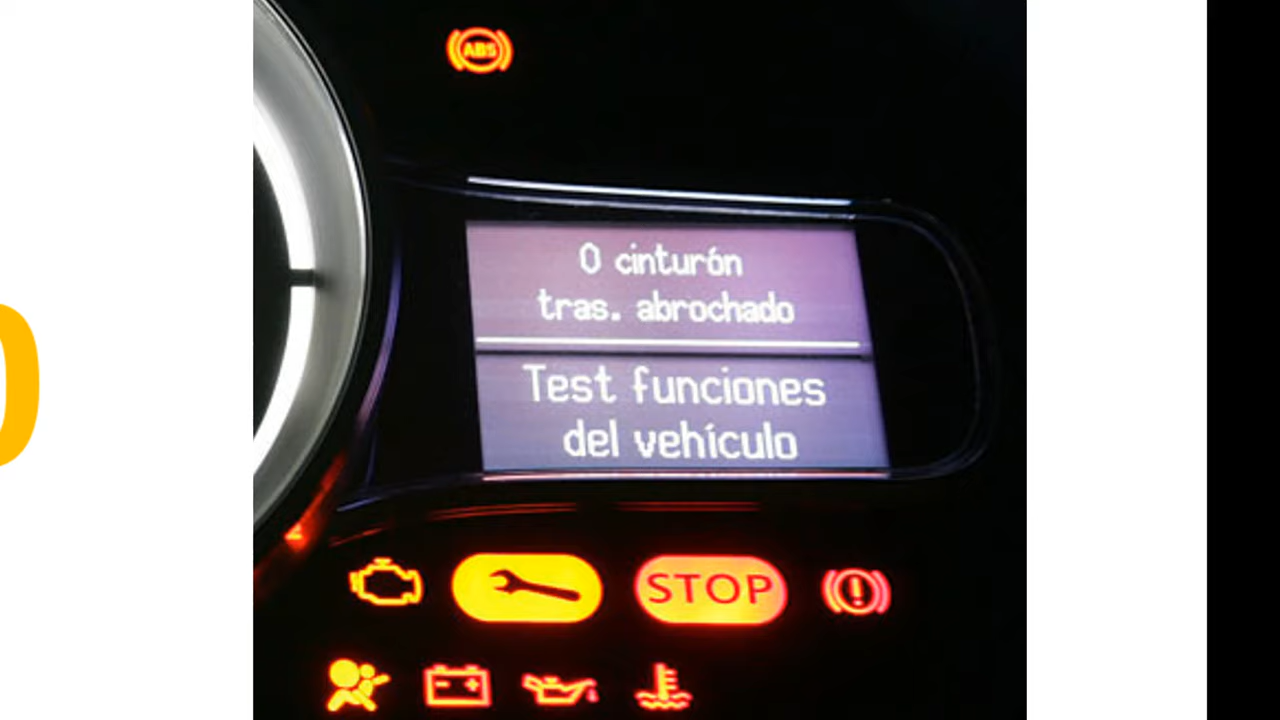 ABS
0 cinturón
tras. abrochado
Test funciones
del vehículo
STOP